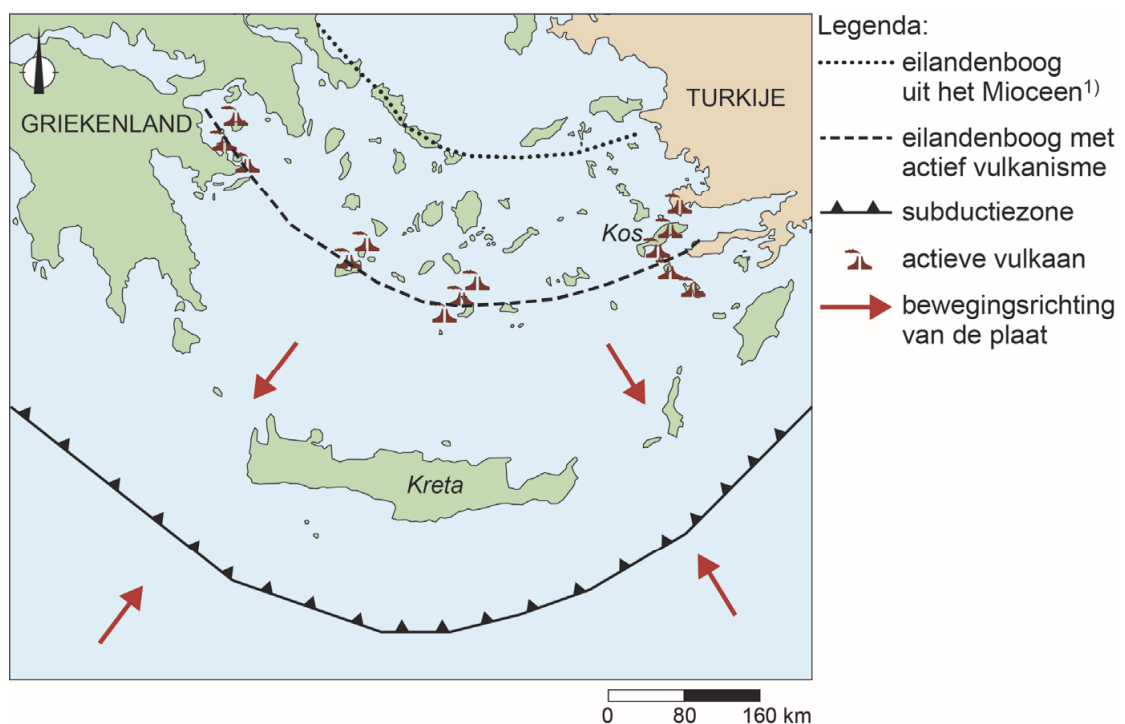 GRIEKENLAND
TURKIJE
Kos
Kreta
Legenda:
eilandenboog
uit het Mioceen1)
eilandenboog met
actief vulkanisme
subductiezone
actieve vulkaan
bewegingsrichting
van de plaat
0 80 160 km